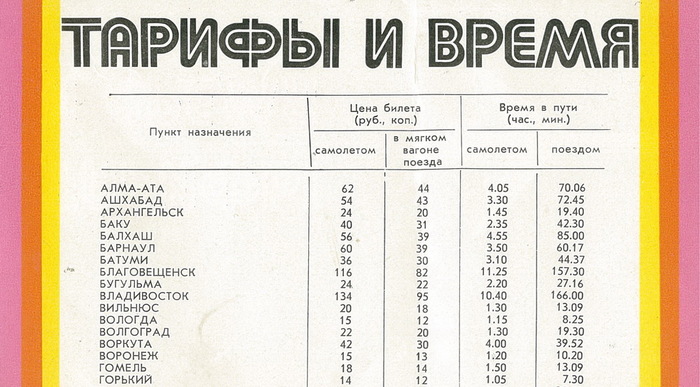 ТАРИФЫ И ВРЕМЯ
Пункт назначения
Цена билета
(руб., коп.)
Время в пути
(час., мин.)
самолетом
в мягком
вагоне
поезда
самолетом
поездом
АЛМА-АТА 62 44 4.05 70.06
АШХАБАД 54 43 3.30 72.45
АРХАНГЕЛЬСК 24 20 1.45 19.40
БАКУ 40 31 2.35 42.30
БАЛХАШ 56 39 4.55 85.00
БАРНАУЛ 60 39 3.50 60.17
БАТУМИ 36 30 3.10 44.37
БЛАГОВЕЩЕНСК 116 82 11.25 157.30
БУГУЛЬМА 24 22 2.20 27.16
ВЛАДИВОСТОК 134 95 10.40 166.00
ВИЛЬНЮС 20 18 1.30 13.09
ВОЛОГДА 15 12 1.15 8.25
ВОЛГОГРАД 22 20 1.30 19.30
ВОРКУТА 42 30 4.00 39.52
ВОРОНЕЖ 15 13 1.20 10.20
ГОМЕЛЬ 18 14 1.50 13.09
ГОРЬКИЙ 14 12 1.05 7.30